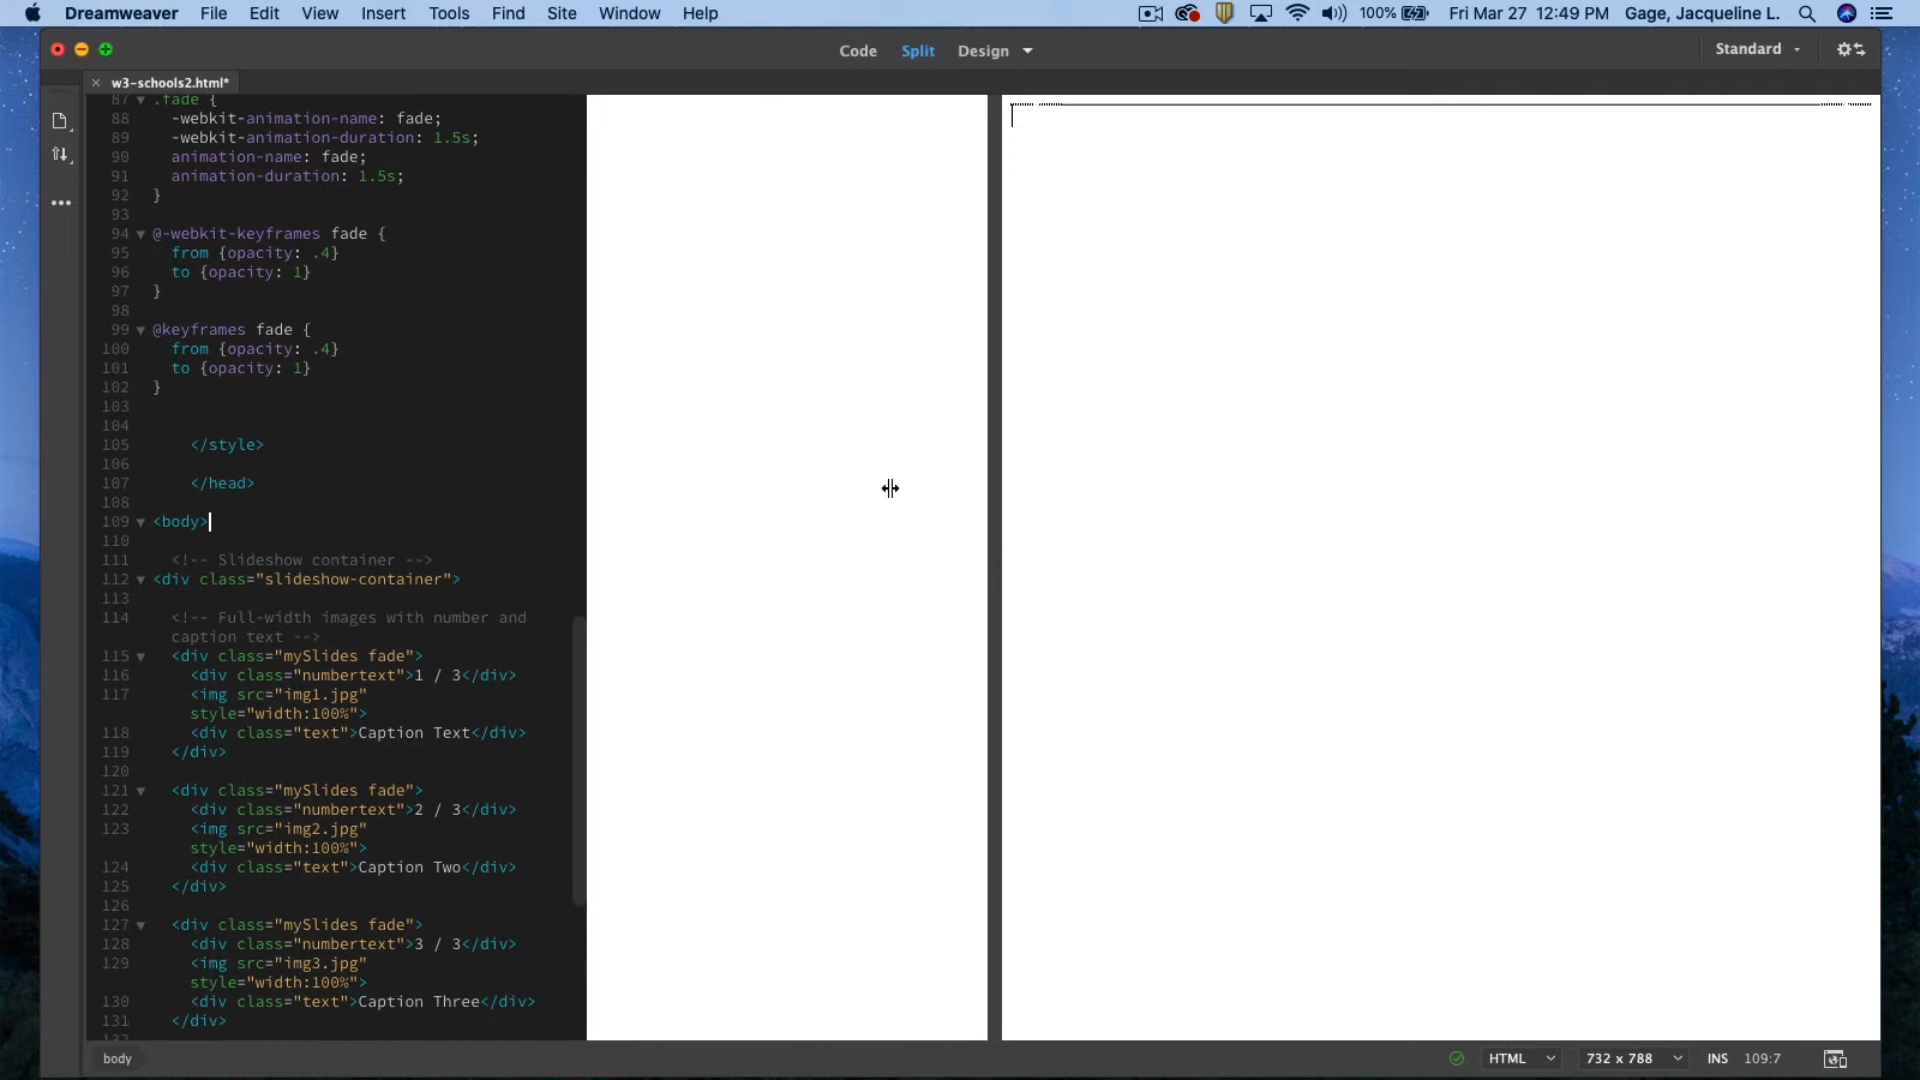 Dreamweaver File Edit View Insert Format Tools Find Site Window Help 100% Fri Mar 27 12:49 PM Gage, Jacqueline L.
Code Split Design Standard
w3-schools2.html*
87 .fade {
88 -webkit-animation-name: fade;
89 -webkit-animation-duration: 1.5s;
90 animation-name: fade;
91 animation-duration: 1.5s;
92 }
93
94 @-webkit-keyframes fade {
95 from {opacity: .4}
96 to {opacity: 1}
97 }
98
99 @keyframes fade {
100 from {opacity: .4}
101 to {opacity: 1}
102 }
103
104
105 </style>
106
107 </head>
108
109 <body>
110
111 <!-- Slideshow container -->
112 <div class="slideshow-container">
113
114 <!-- Full-width images with number and
caption text -->
115 <div class="mySlides fade">
116 <div class="numbertext">1 / 3</div>
117 <img src="img1.jpg"
style="width:100%">
118 <div class="text">Caption Text</div>
119 </div>
120
121 <div class="mySlides fade">
122 <div class="numbertext">2 / 3</div>
123 <img src="img2.jpg"
style="width:100%">
124 <div class="text">Caption Two</div>
125 </div>
126
127 <div class="mySlides fade">
128 <div class="numbertext">3 / 3</div>
129 <img src="img3.jpg"
style="width:100%">
130 <div class="text">Caption Three</div>
131 </div>
132
body HTML 732 x 788 INS 109:7